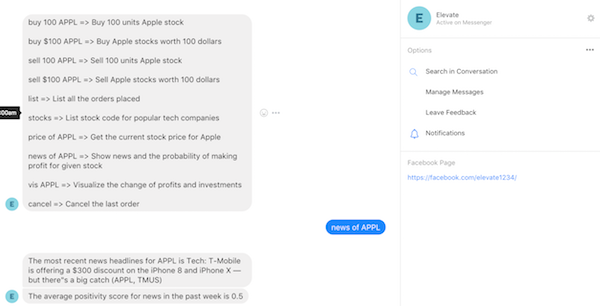 buy 100 APPL => Buy 100 units Apple stock
buy $100 APPL => Buy Apple stocks worth 100 dollars
sell 100 APPL => Sell 100 units Apple stock
sell $100 APPL => Sell Apple stocks worth 100 dollars
list => List all the orders placed
00am
stocks => List stock code for popular tech companies
price of APPL => Get the current stock price for Apple
news of APPL => Show news and the probability of making
profit for given stock
vis APPL => Visualize the change of profits and investments
cancel => Cancel the last order
E
news of APPL
The most recent news headlines for APPL is Tech: T-Mobile
is offering a $300 discount on the iPhone 8 and iPhone X —
but there"s a big catch (APPL, TMUS)
The average positivity score for news in the past week is 0.5
E
E
Elevate
Active on Messenger
Options
Search in Conversation
Manage Messages
Leave Feedback
Notifications
Facebook Page
https://facebook.com/elevate1234/